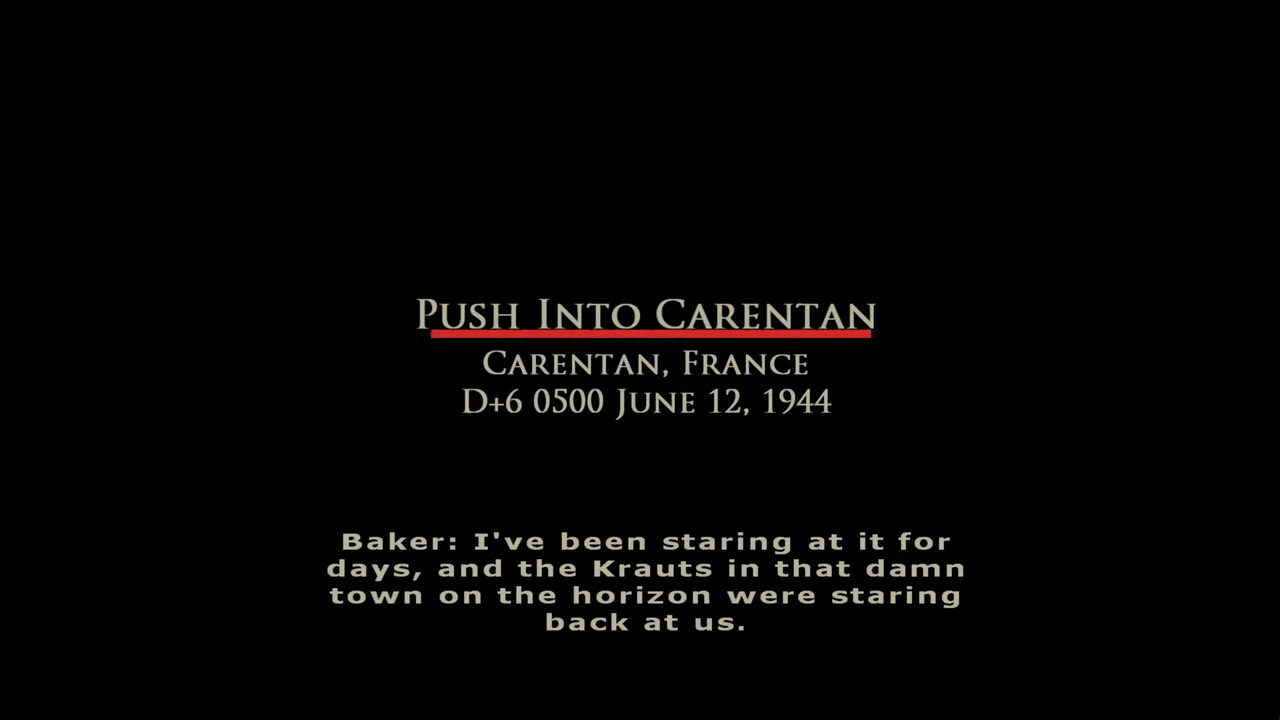 Push Into Carentan
Carentan, France
D+6 0500 June 12, 1944
Baker: I've been staring at it for
days, and the Krauts in that damn
town on the horizon were staring
back at us.